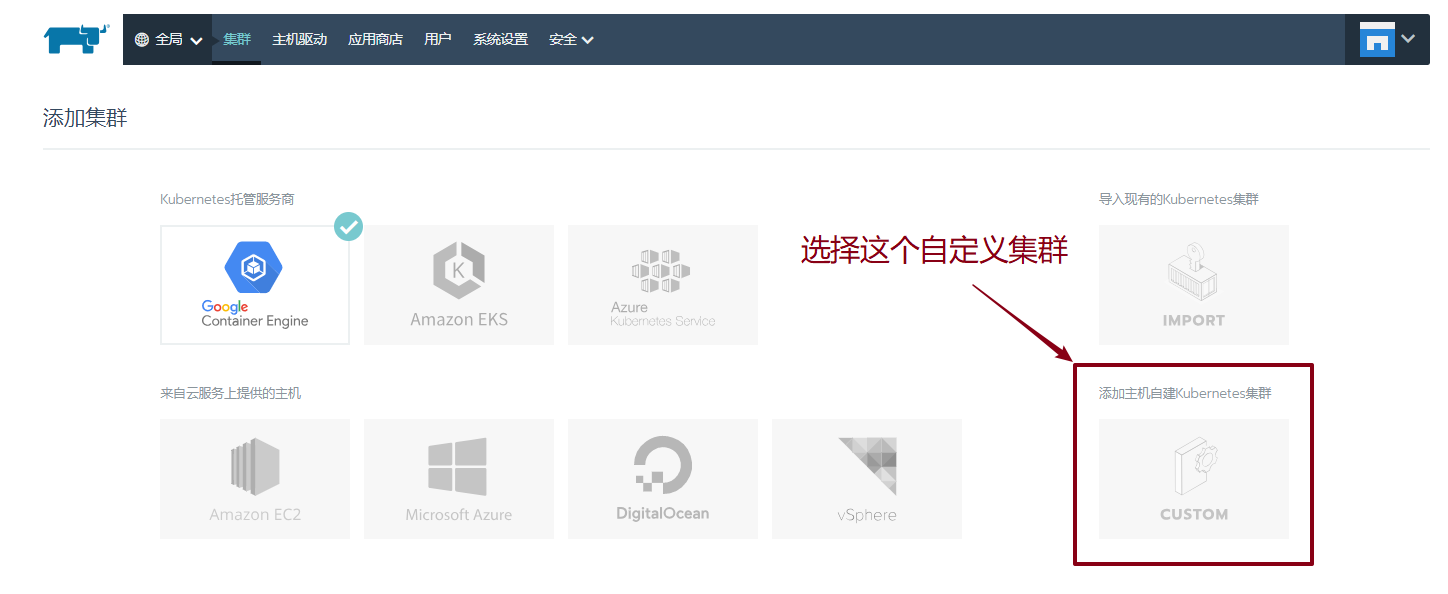 全局 集群 主机驱动 应用商店 用户 系统设置 安全
添加集群
Kubernetes托管服务商
导入现有的Kubernetes集群
选择这个自定义集群
K
Google
Container Engine
Amazon EKS
Azure
Kubernetes Service
IMPORT
来自云服务上提供的主机
添加主机自建Kubernetes集群
Amazon EC2
Microsoft Azure
DigitalOcean
vSphere
CUSTOM